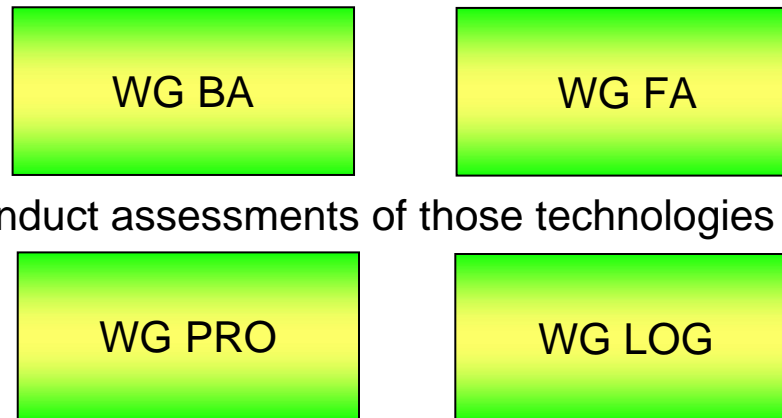 WG BA
WG FA
nduct assessments of those technologies
WG PRO
WG LOG